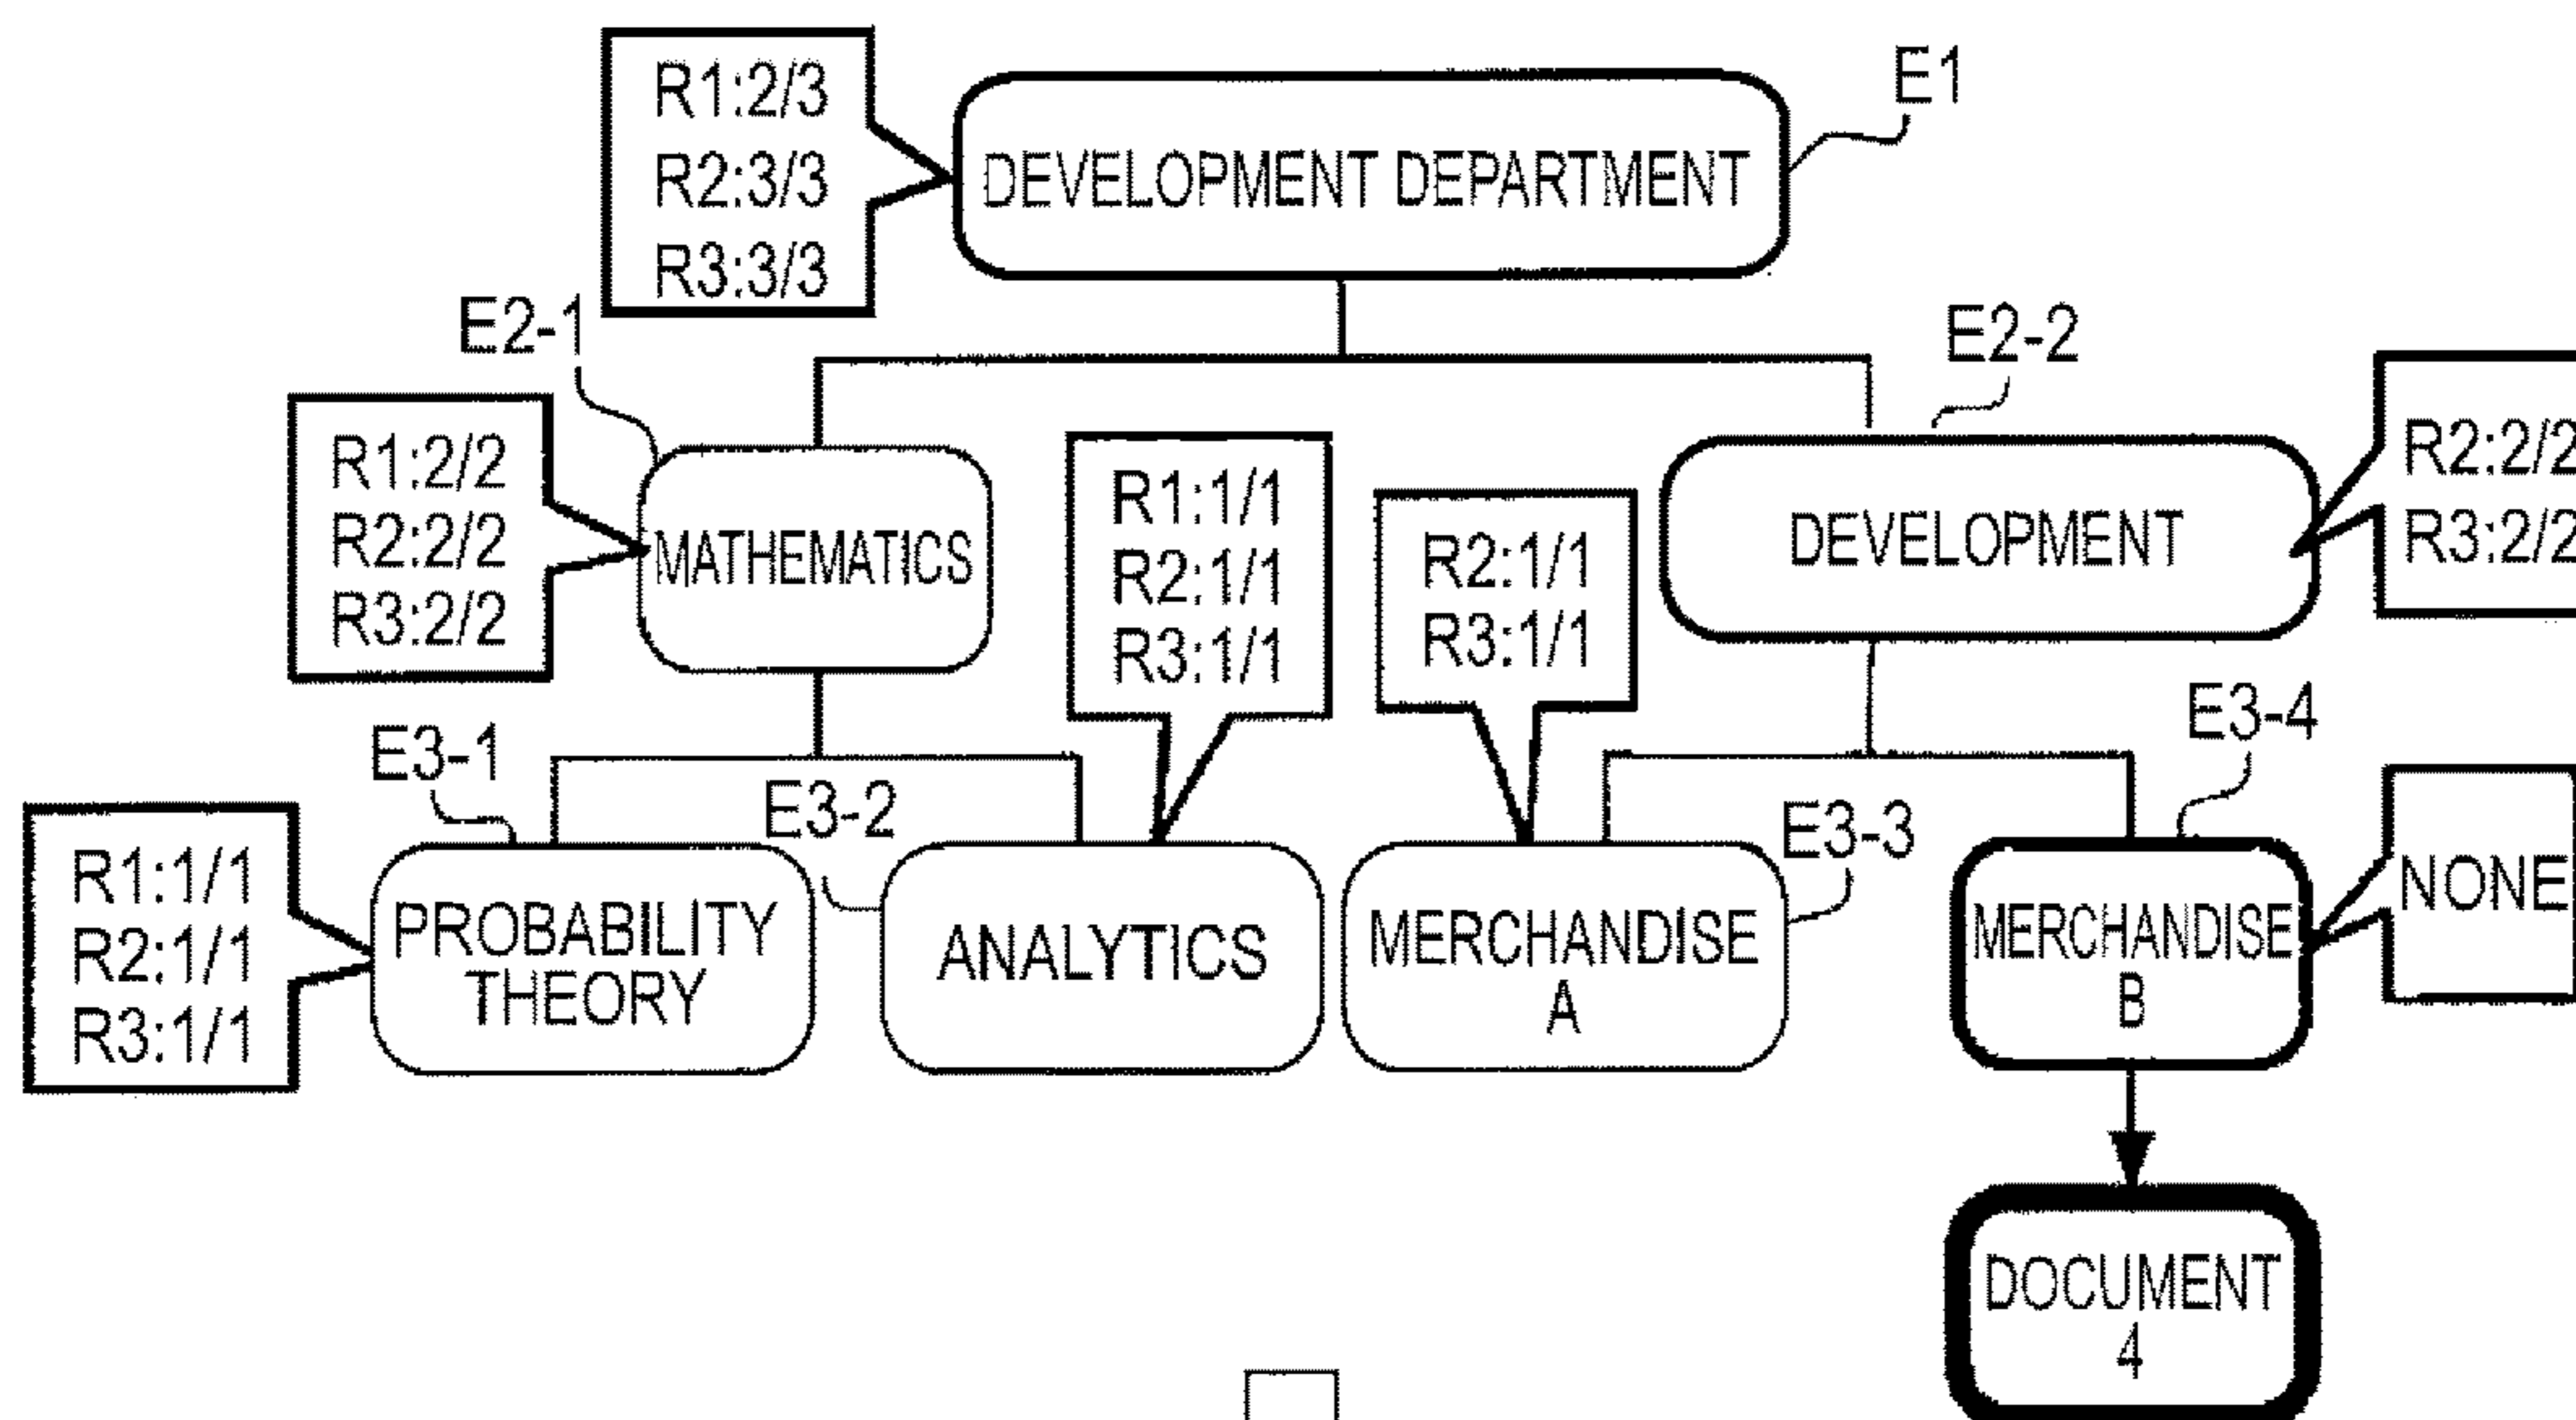 R1:2/3
R2:3/3
R3:3/3
DEVELOPMENT DEPARTMENT
E1
E2-1
R1:2/2
R2:2/2
R3:2/2
MATHEMATICS
E2-2
DEVELOPMENT
R2:2/2
R3:2/2
R1:1/1
R2:1/1
R3:1/1
R2:1/1
R3:1/1
E3-1
R1:1/1
R2:1/1
R3:1/1
PROBABILITY
THEORY
E3-2
ANALYTICS
E3-3
MERCHANDISE
A
E3-4
MERCHANDISE
B
NONE
DOCUMENT
4